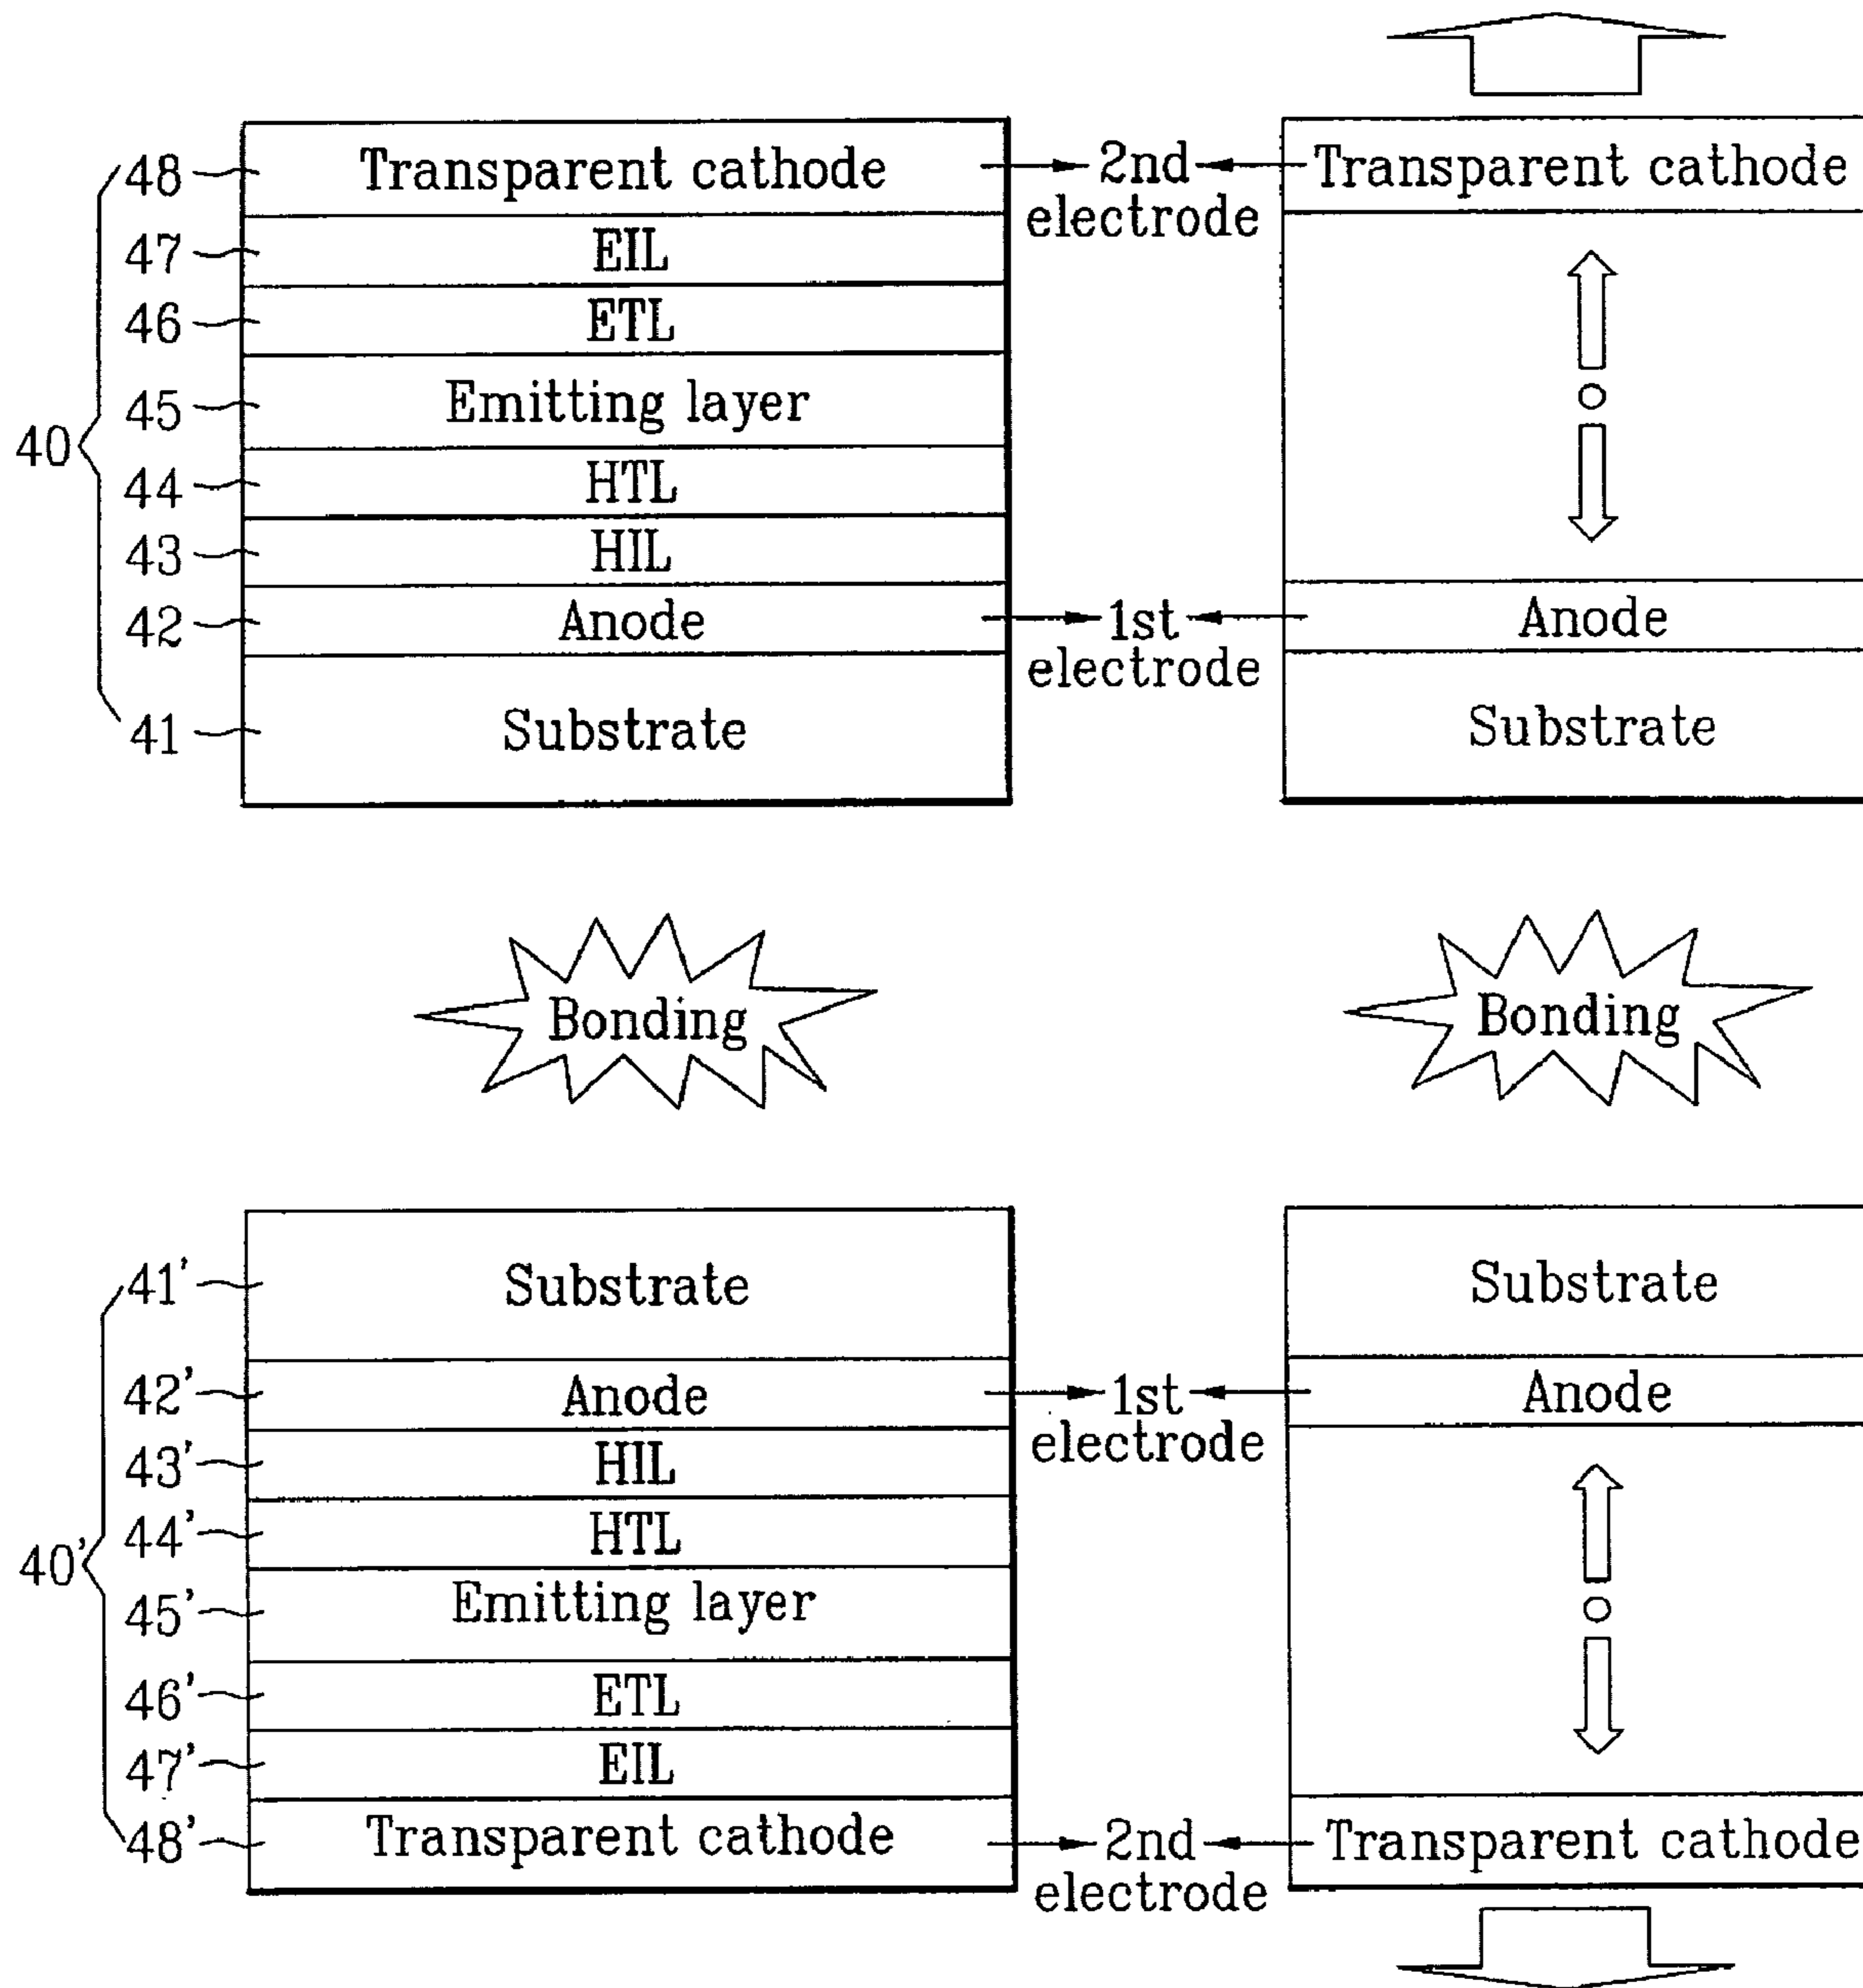 48 Transparent cathode 2nd electrode Transparent cathode
47 EIL
46 ETL
45 Emitting layer
40
44 HTL
43 HIL
42 Anode 1st electrode Anode
41 Substrate Substrate
Bonding Bonding
41' Substrate Substrate
42' Anode 1st electrode Anode
43' HIL
44' HTL
40'
45' Emitting layer
46' ETL
47' EIL
48' Transparent cathode 2nd electrode Transparent cathode